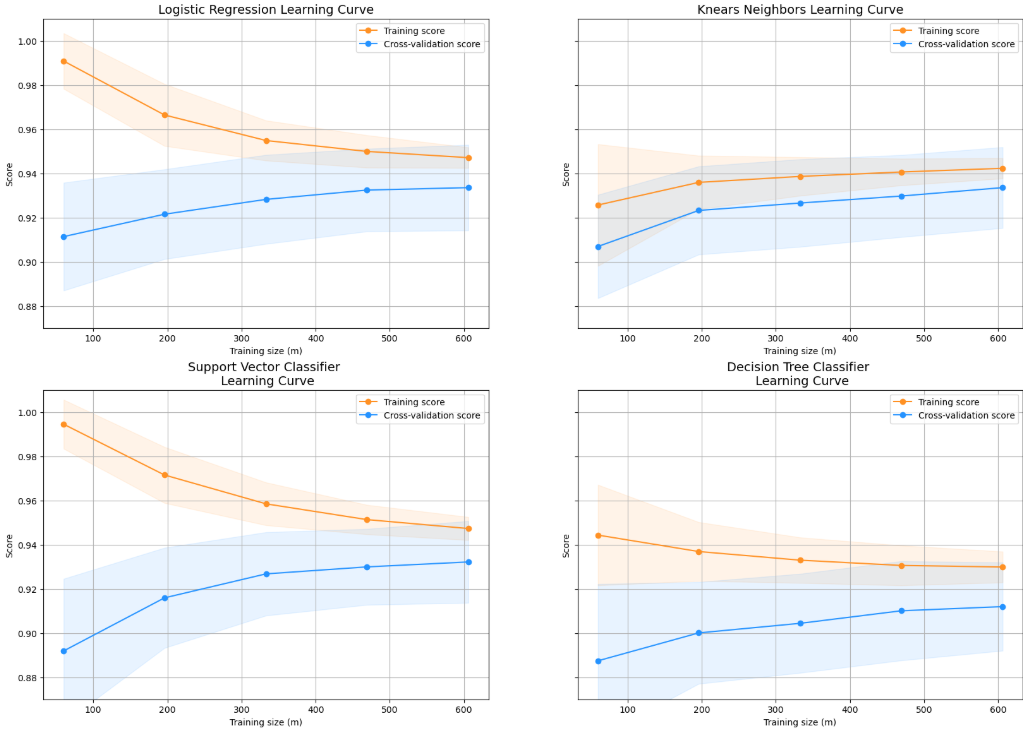 Logistic Regression Learning Curve
Training score
Cross-validation score
1.00
0.98
0.96
0.94
0.92
0.90
0.88
Score
100
200
300
400
500
600
Training size (m)
Knears Neighbors Learning Curve
Training score
Cross-validation score
Score
100
200
300
400
500
600
Training size (m)
Support Vector Classifier
Learning Curve
Training score
Cross-validation score
1.00
0.98
0.96
0.94
0.92
0.90
0.88
Score
100
200
300
400
500
600
Training size (m)
Decision Tree Classifier
Learning Curve
Training score
Cross-validation score
Score
100
200
300
400
500
600
Training size (m)